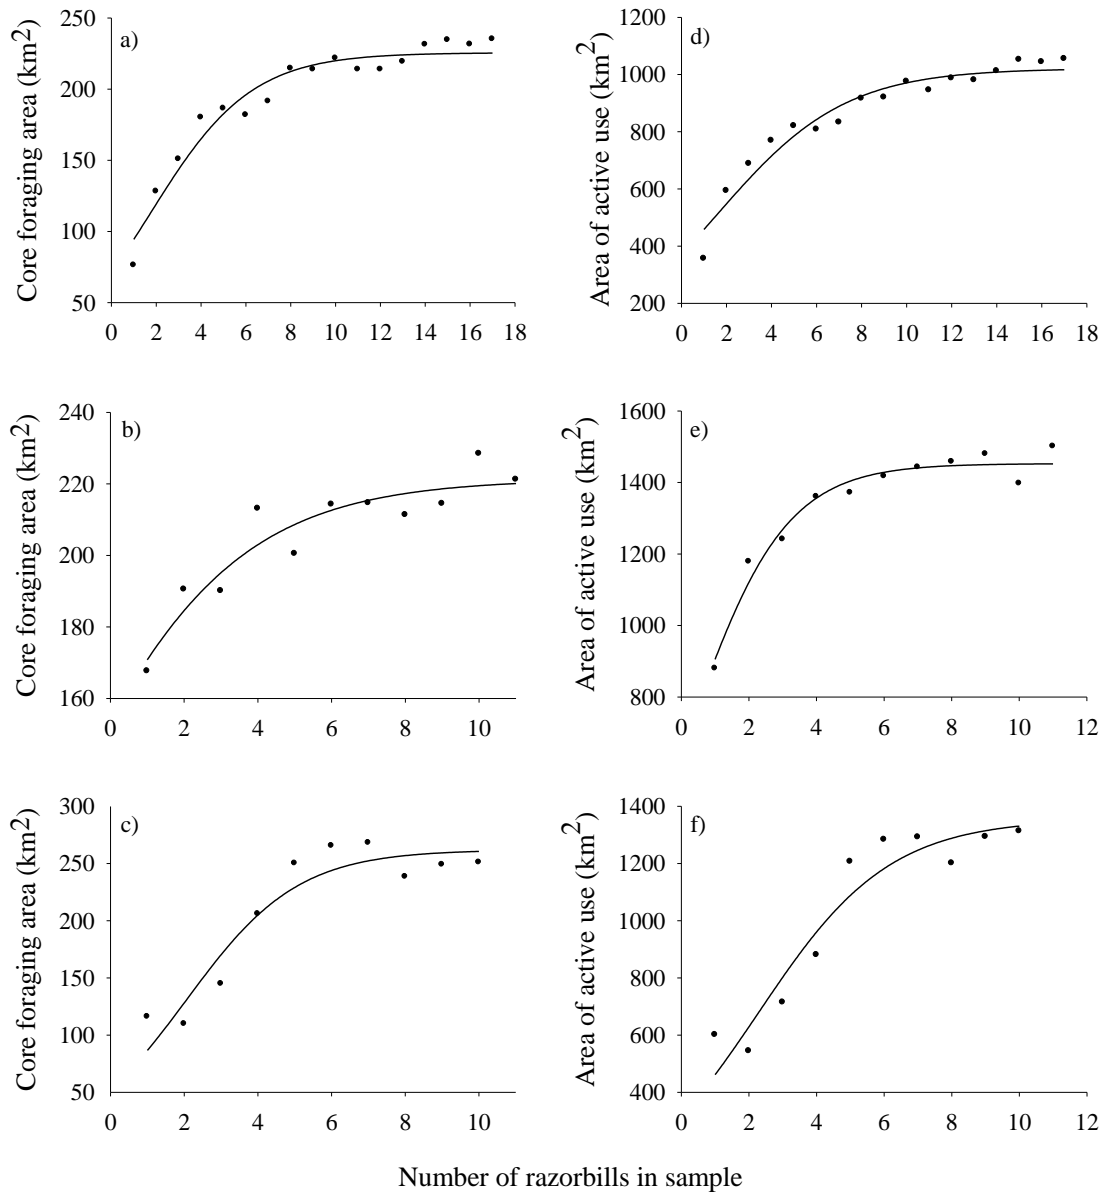 a)
Core foraging area (km2)
250
200
150
100
50
0 2 4 6 8 10 12 14 16 18
d)
Area of active use (km2)
1200
1000
800
600
400
200
0 2 4 6 8 10 12 14 16 18
b)
Core foraging area (km2)
240
220
200
180
160
0 2 4 6 8 10
e)
Area of active use (km2)
1600
1400
1200
1000
800
0 2 4 6 8 10 12
c)
Core foraging area (km2)
300
250
200
150
100
50
0 2 4 6 8 10
f)
Area of active use (km2)
1400
1200
1000
800
600
400
0 2 4 6 8 10 12
Number of razorbills in sample